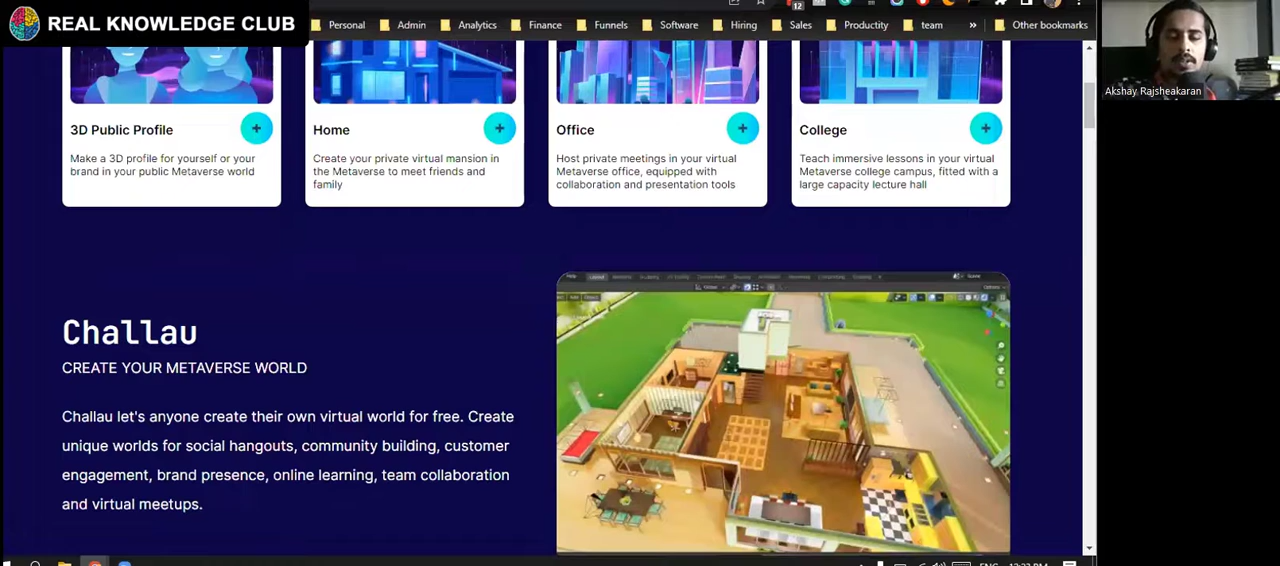 REAL KNOWLEDGE CLUB
12
Personal
Admin
Analytics
Finance
Funnels
Software
Hiring
Sales
Productity
team
»
Other bookmarks
Akshay Rajsheakaran
3D Public Profile
+
Make a 3D profile for yourself or your
brand in your public Metaverse world
Home
+
Create your private virtual mansion in
the Metaverse to meet friends and
family
Office
+
Host private meetings in your virtual
Metaverse office, equipped with
collaboration and presentation tools
College
+
Teach immersive lessons in your virtual
Metaverse college campus, fitted with a
large capacity lecture hall
Challau
CREATE YOUR METAVERSE WORLD
Challau let's anyone create their own virtual world for free. Create
unique worlds for social hangouts, community building, customer
engagement, brand presence, online learning, team collaboration
and virtual meetups.